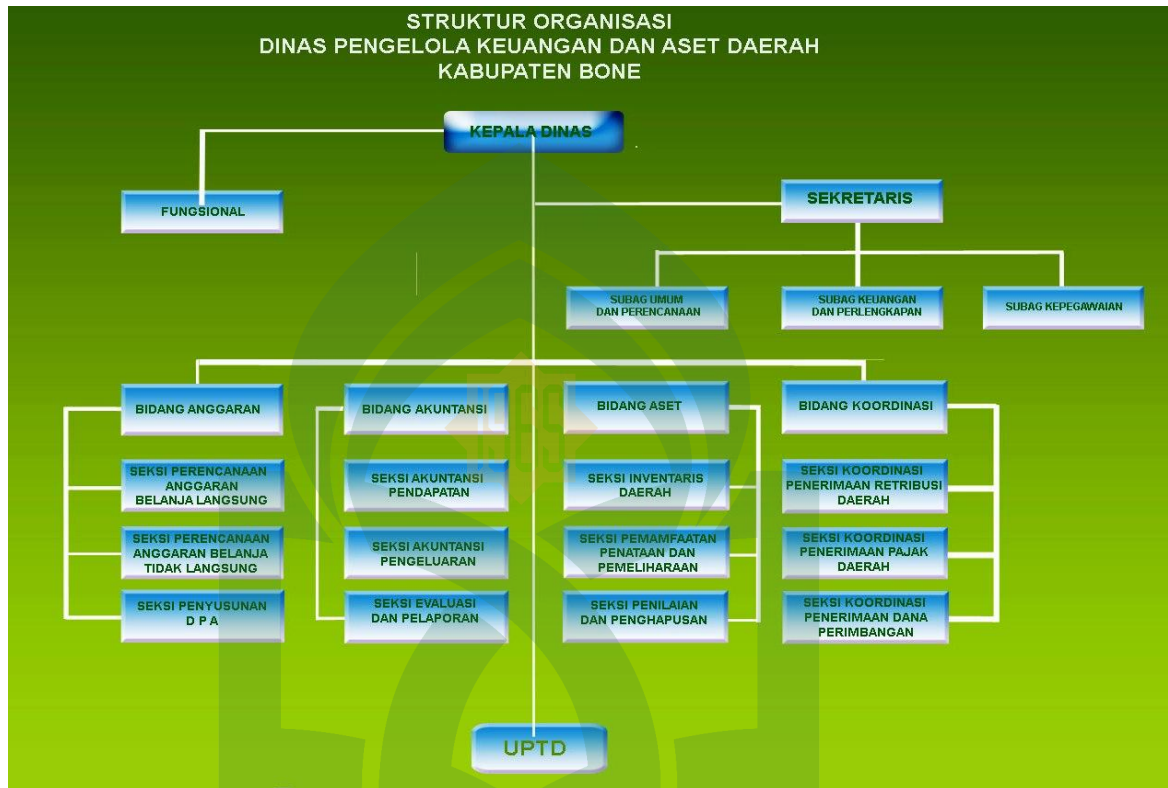 STRUKTUR ORGANISASI
DINAS PENGELOLA KEUANGAN DAN ASET DAERAH
KABUPATEN BONE
KEPALA DINAS
FUNGSIONAL
SEKRETARIS
SUBAG UMUM
DAN PERENCANAAN
SUBAG KEUANGAN
DAN PERLENGKAPAN
SUBAG KEPEGAWAIAN
BIDANG ANGGARAN
SEKSI PERENCANAAN
ANGGARAN
BELANJA LANGSUNG
SEKSI PERENCANAAN
ANGGARAN BELANJA
TIDAK LANGSUNG
SEKSI PENYUSUNAN
D P A
BIDANG AKUNTANSI
SEKSI AKUNTANSI
PENDAPATAN
SEKSI AKUNTANSI
PENGELUARAN
SEKSI EVALUASI
DAN PELAPORAN
BIDANG ASET
SEKSI INVENTARIS
DAERAH
SEKSI PEMAMFAATAN
PENATAAN DAN
PEMELIHARAAN
SEKSI PENILAIAN
DAN PENGHAPUSAN
BIDANG KOORDINASI
SEKSI KOORDINASI
PENERIMAAN RETRIBUSI
DAERAH
SEKSI KOORDINASI
PENERIMAAN PAJAK
DAERAH
SEKSI KOORDINASI
PENERIMAAN DANA
PERIMBANGAN
UPTD